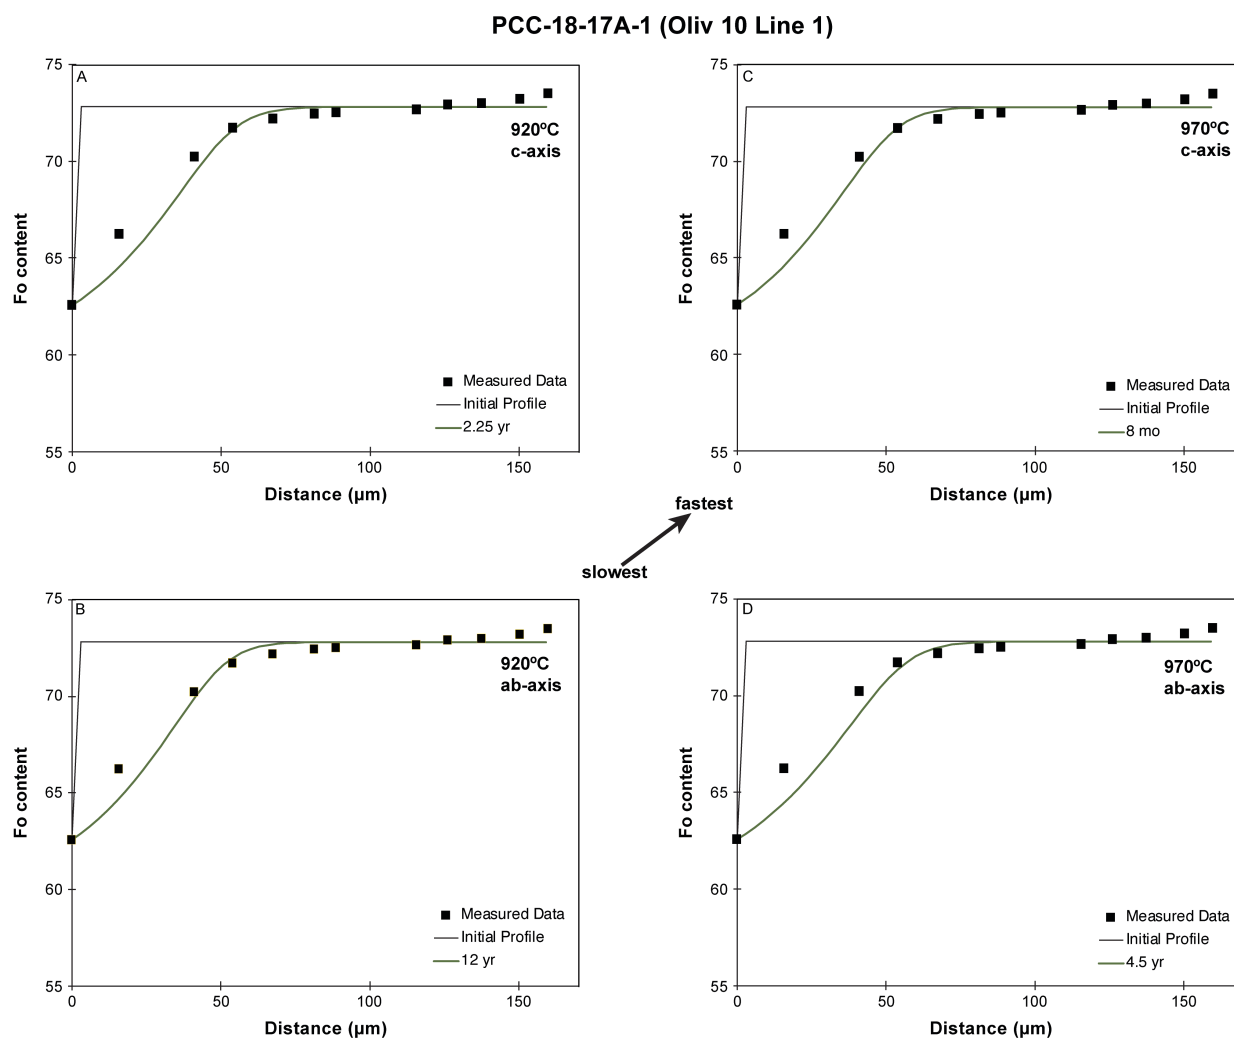 PCC-18-17A-1 (Oliv 10 Line 1)
A
75
70
65
60
55
Fo content
920ºC
c-axis
Measured Data
Initial Profile
2.25 yr
0
50
100
150
Distance (µm)
C
75
70
65
60
55
Fo content
970ºC
c-axis
Measured Data
Initial Profile
8 mo
0
50
100
150
Distance (µm)
fastest
slowest
B
75
70
65
60
55
Fo content
920ºC
ab-axis
Measured Data
Initial Profile
12 yr
0
50
100
150
Distance (µm)
D
75
70
65
60
55
Fo content
970ºC
ab-axis
Measured Data
Initial Profile
4.5 yr
0
50
100
150
Distance (µm)